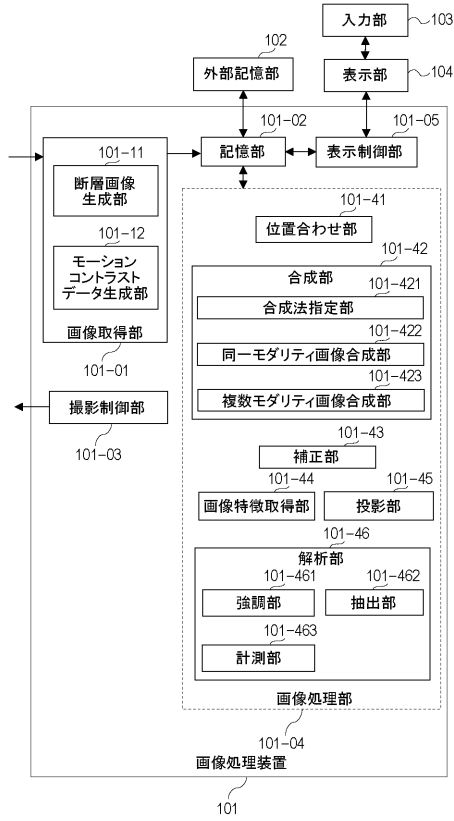 入力部
103
102
外部記憶部
表示部
104
101-02
101-05
記憶部
表示制御部
101-11
断層画像
生成部
101-12
モーション
コントラスト
データ生成部
画像取得部
101-01
撮影制御部
101-03
101-41
位置合わせ部
101-42
合成部
101-421
合成法指定部
101-422
同一モダリティ画像合成部
101-423
複数モダリティ画像合成部
101-43
補正部
101-44
101-45
画像特徴取得部
投影部
101-46
解析部
101-461
101-462
強調部
抽出部
101-463
計測部
画像処理部
101-04
画像処理装置
101